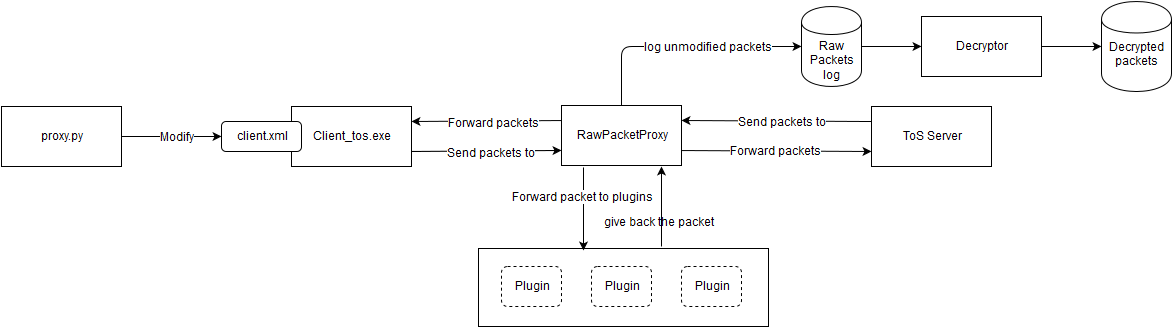 log unmodified packets
Raw
Packets
log
Decryptor
Decrypted
packets
proxy.py
Modify
client.xml
Client_tos.exe
Forward packets
Send packets to
RawPacketProxy
Send packets to
Forward packets
ToS Server
Forward packet to plugins
give back the packet
Plugin
Plugin
Plugin